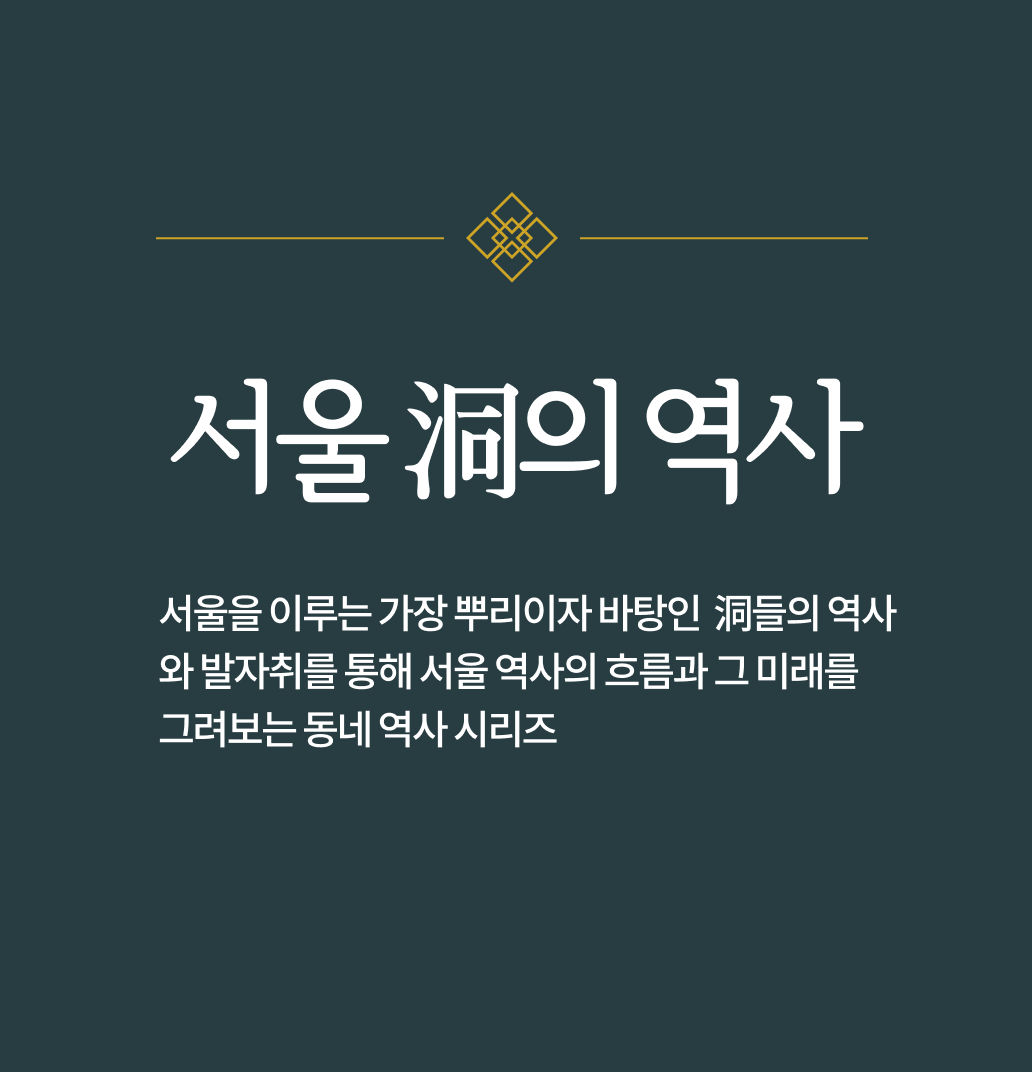 서울 洞의 역사
서울을 이루는 가장 뿌리이자 바탕인 洞들의 역사
와 발자취를 통해 서울 역사의 흐름과 그 미래를
그려보는 동네 역사 시리즈